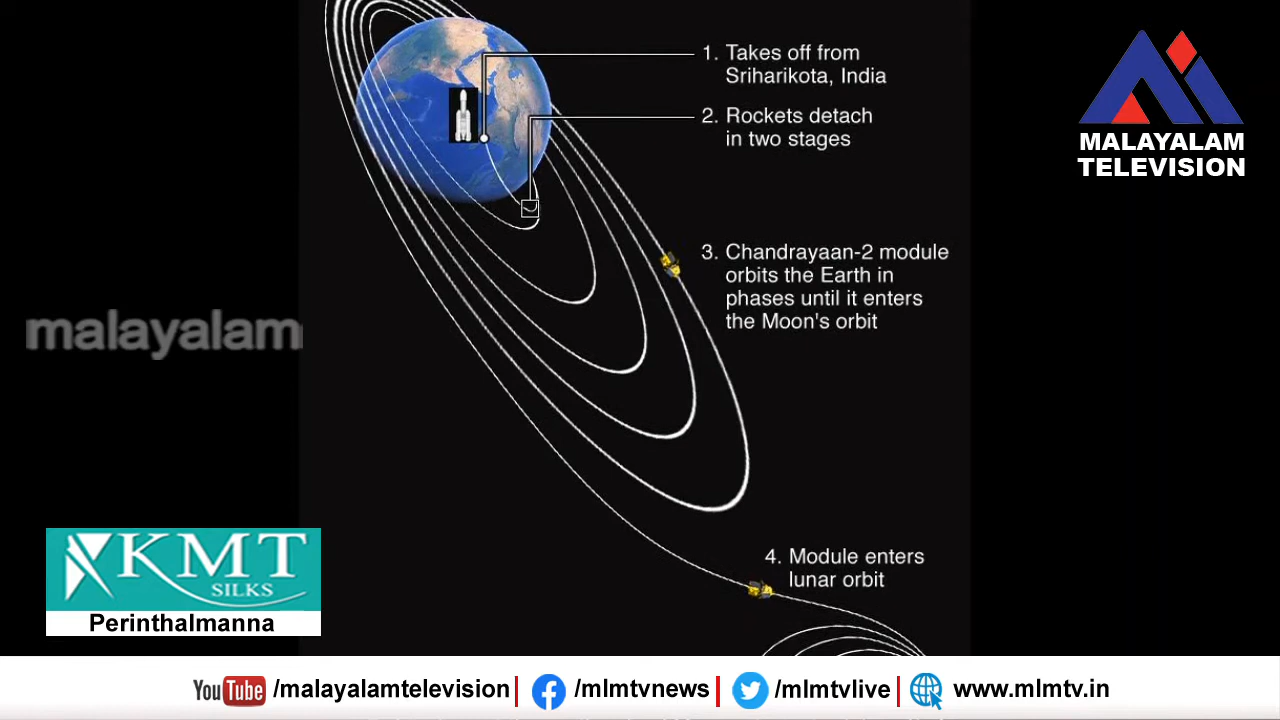 1. Takes off from
Sriharikota, India
2. Rockets detach
in two stages
MALAYALAM
TELEVISION
3. Chandrayaan-2 module
orbits the Earth in
phases until it enters
the Moon's orbit
malayalam
4. Module enters
lunar orbit
KMT
SILKS
Perinthalmanna
YouTube /malayalamtelevision
/mlmtvnews
/mlmtvlive
www.mlmtv.in